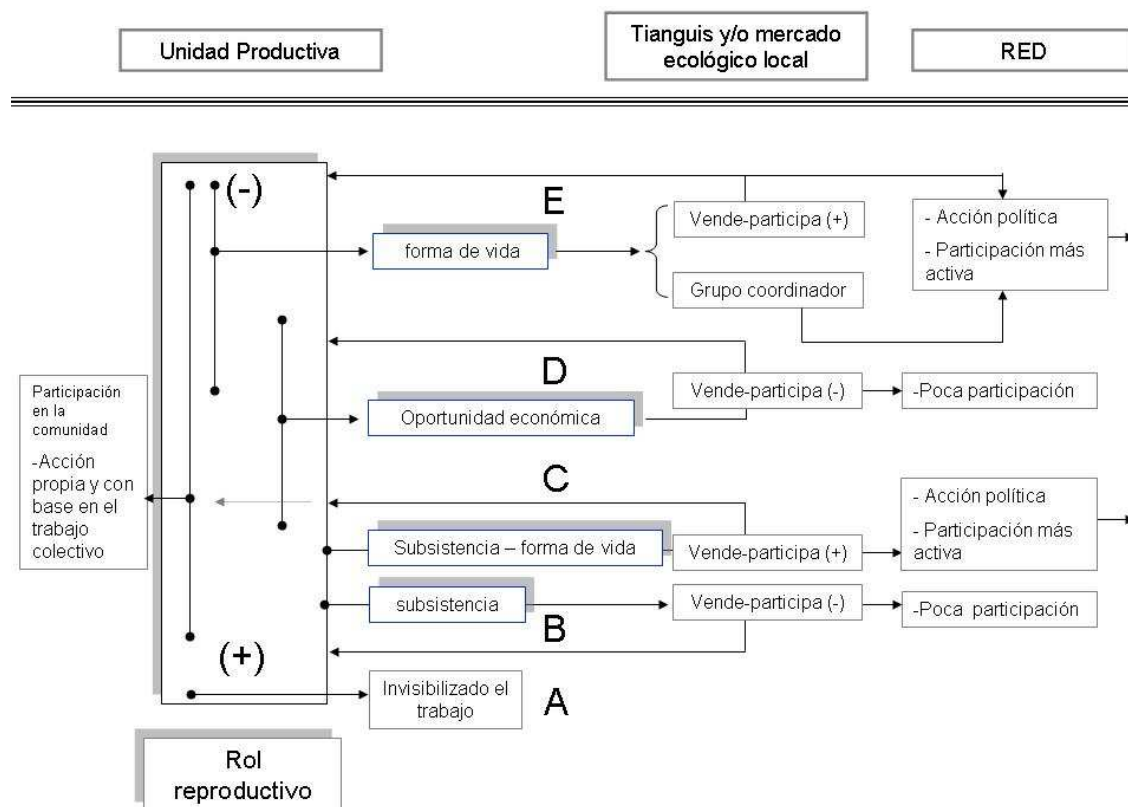 Unidad Productiva
Tianguis y/o mercado
ecológico local
RED
(-)
E
forma de vida
Vende-participa (+)
Grupo coordinador
- Acción política
- Participación más
activa
D
Oportunidad económica
Vende-participa (-)
-Poca participación
Participación
en la
comunidad
-Acción
propia y con
base en el
trabajo
colectivo
C
Subsistencia – forma de vida
Vende-participa (+)
- Acción política
- Participación más
activa
subsistencia
B
Vende-participa (-)
-Poca participación
(+)
Invisibilizado el
trabajo
A
Rol
reproductivo